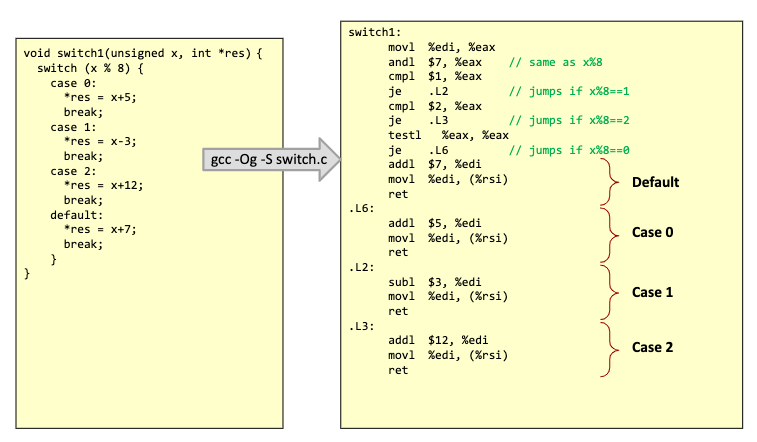 void switch1(unsigned x, int *res) {
  switch (x % 8) {
    case 0:
      *res = x+5;
      break;
    case 1:
      *res = x-3;
      break;
    case 2:
      *res = x+12;
      break;
    default:
      *res = x+7;
      break;
    }
}
gcc -Og -S switch.c
switch1:
      movl  %edi, %eax
      andl  $7, %eax    // same as x%8
      cmpl  $1, %eax
      je    .L2         // jumps if x%8==1
      cmpl  $2, %eax
      je    .L3         // jumps if x%8==2
      testl   %eax, %eax
      je    .L6         // jumps if x%8==0
      addl  $7, %edi
      movl  %edi, (%rsi)
      ret
Default
.L6:
      addl  $5, %edi
      movl  %edi, (%rsi)
      ret
Case 0
.L2:
      subl  $3, %edi
      movl  %edi, (%rsi)
      ret
Case 1
.L3:
      addl  $12, %edi
      movl  %edi, (%rsi)
      ret
Case 2